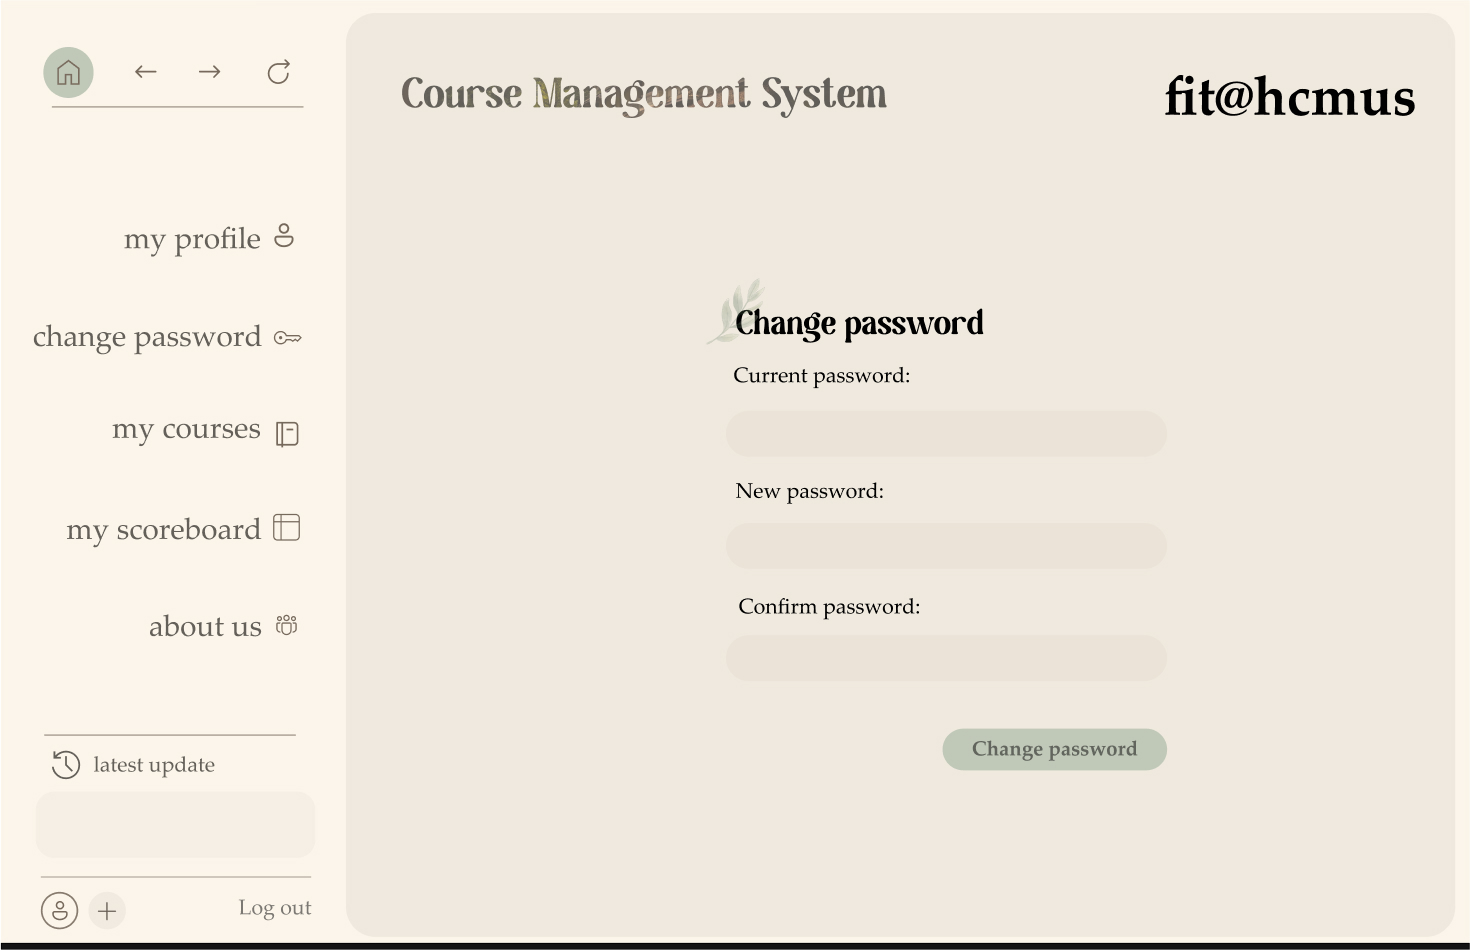 Course Management System
fit@hcmus
my profile
change password
my courses
my scoreboard
about us
latest update
Log out
Change password
Current password:
New password:
Confirm password:
Change password